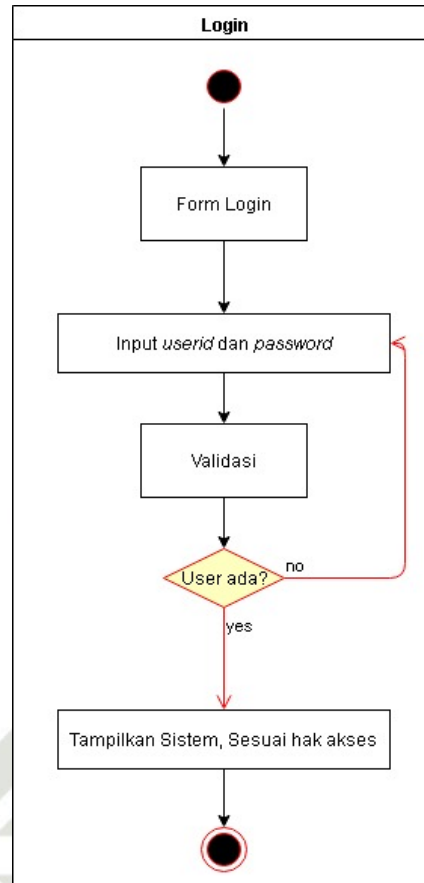 Login
Form Login
Input userid dan password
Validasi
User ada?
no
yes
Tampilkan Sistem, Sesuai hak akses